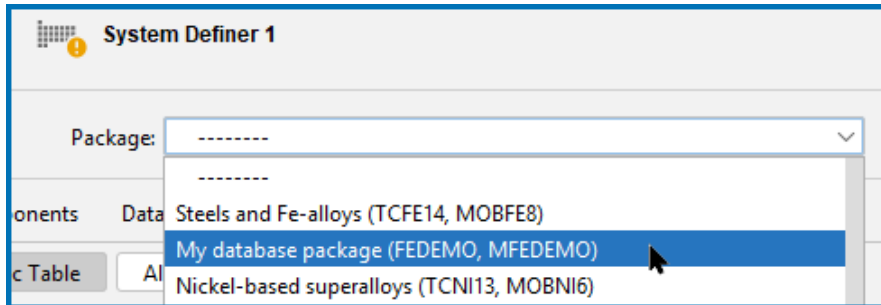 System Definer 1
Package: --------
--------
onents Data Steels and Fe-alloys (TCFE14, MOBFE8)
My database package (FEDEMO, MFEDEMO)
c Table Al Nickel-based superalloys (TCNI13, MOBNI6)